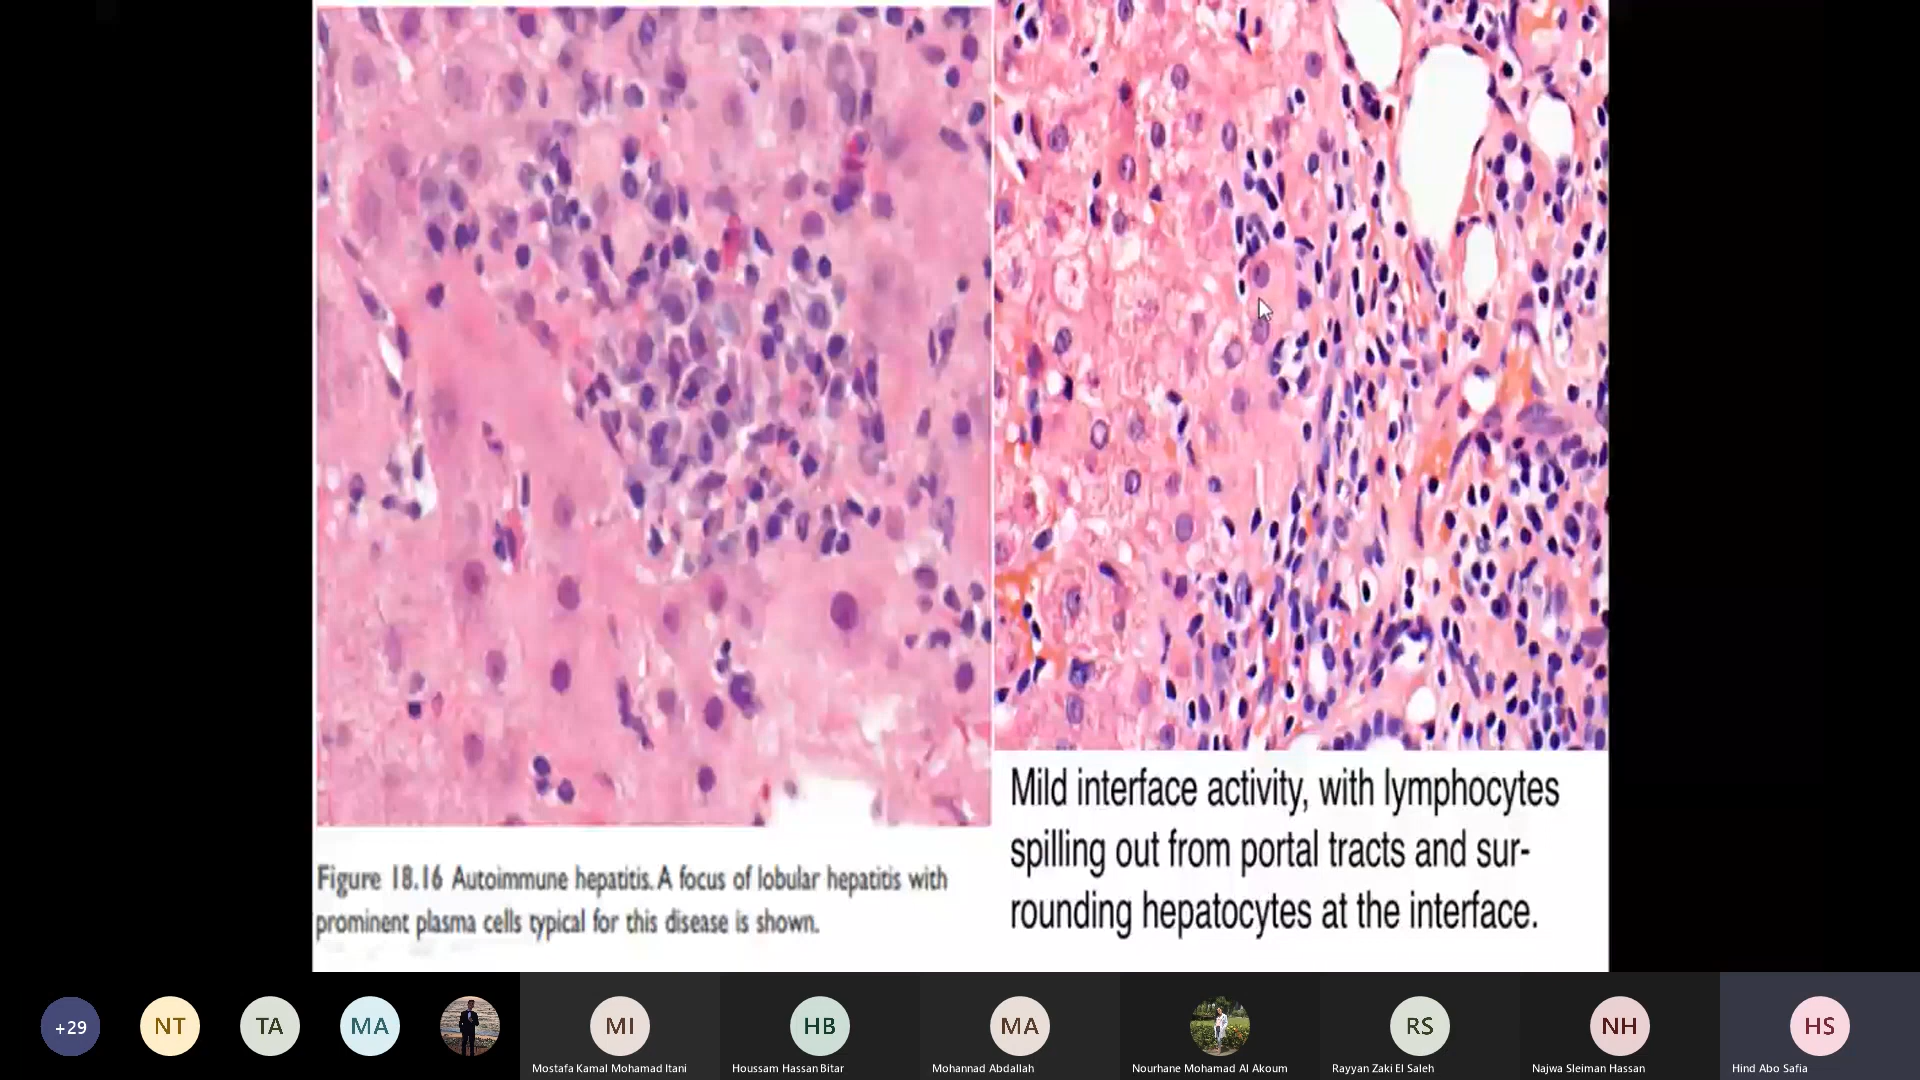 Figure 18.16 Autoimmune hepatitis. A focus of lobular hepatitis with
prominent plasma cells typical for this disease is shown.
Mild interface activity, with lymphocytes
spilling out from portal tracts and sur-
rounding hepatocytes at the interface.
+29
NT
TA
MA
MI
HB
MA
RS
NH
HS
Mostafa Kamal Mohamad Itani
Houssam Hassan Bitar
Mohannad Abdallah
Nourhane Mohamad Al Akoum
Rayyan Zaki El Saleh
Najwa Sleiman Hassan
Hind Abo Safia